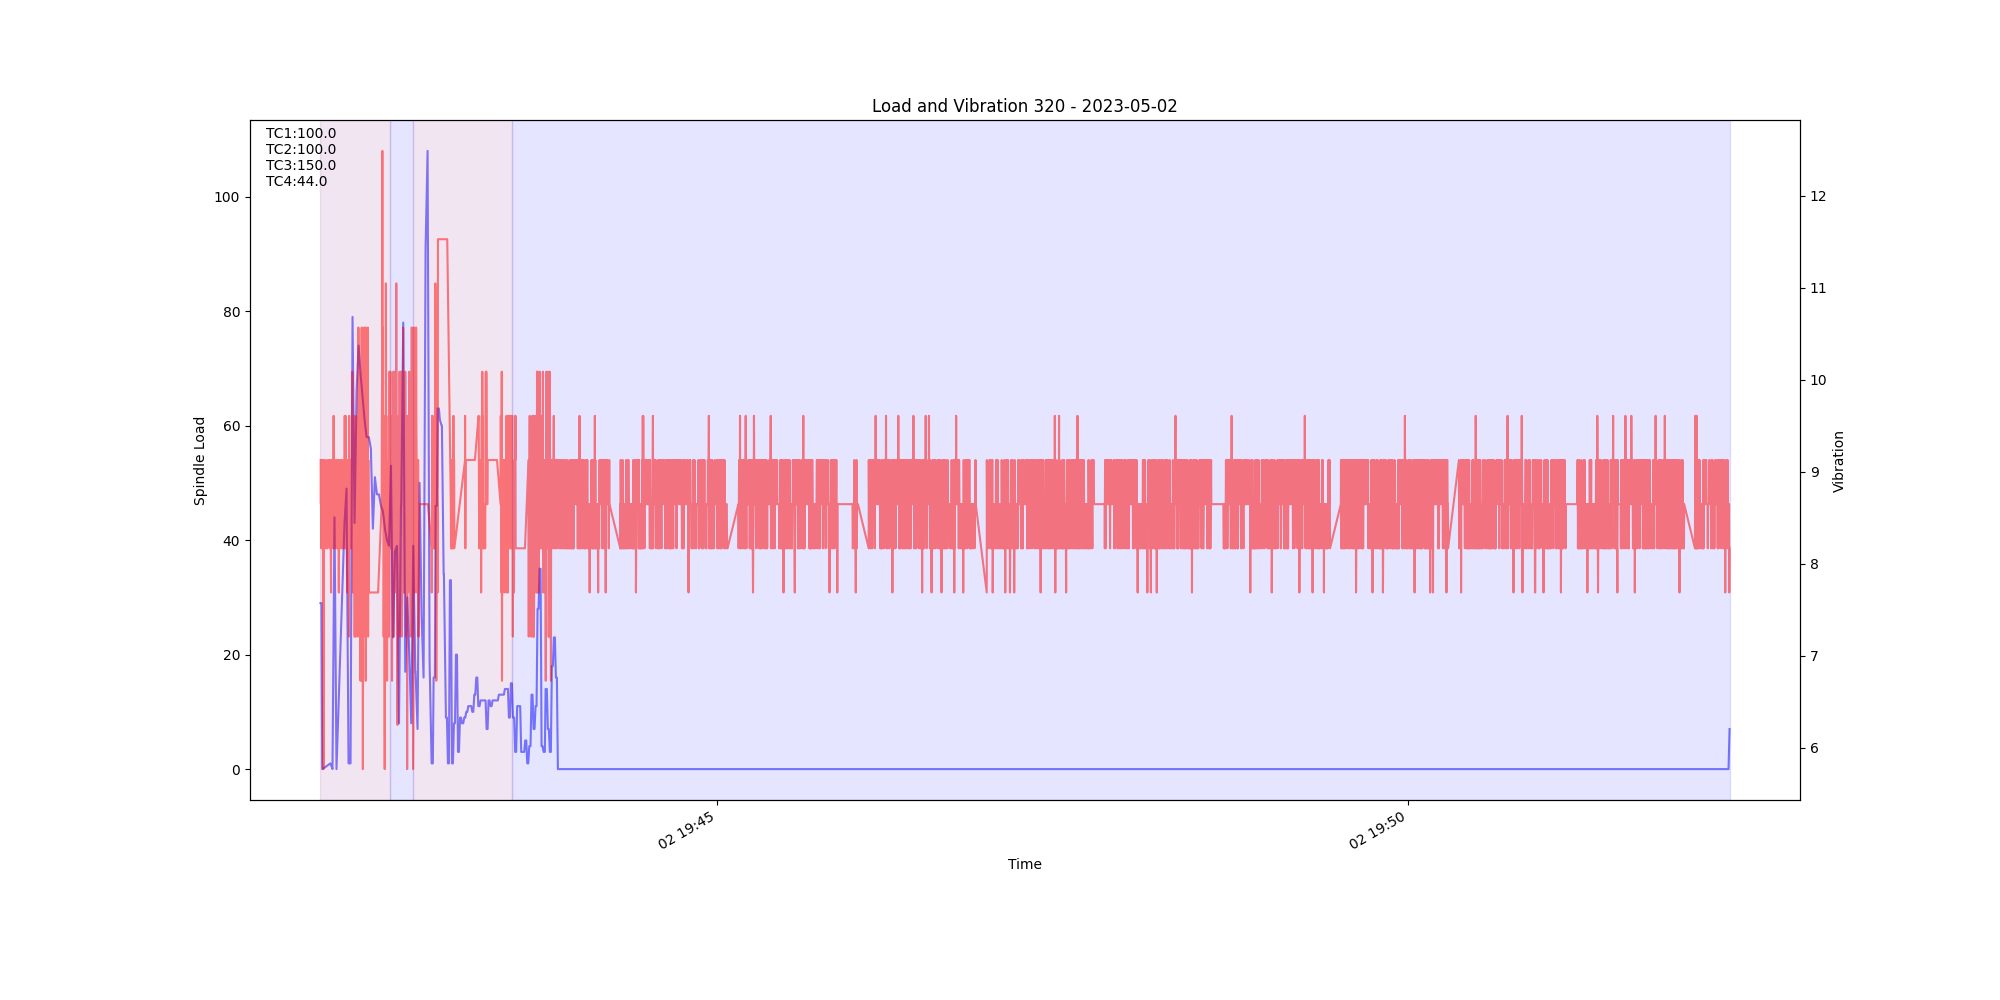 Load and Vibration 320 - 2023-05-02
TC1:100.0
TC2:100.0
TC3:150.0
TC4:44.0
100
80
60
40
20
0
Spindle Load
12
11
10
9
8
7
6
Vibration
02 19:45
02 19:50
Time